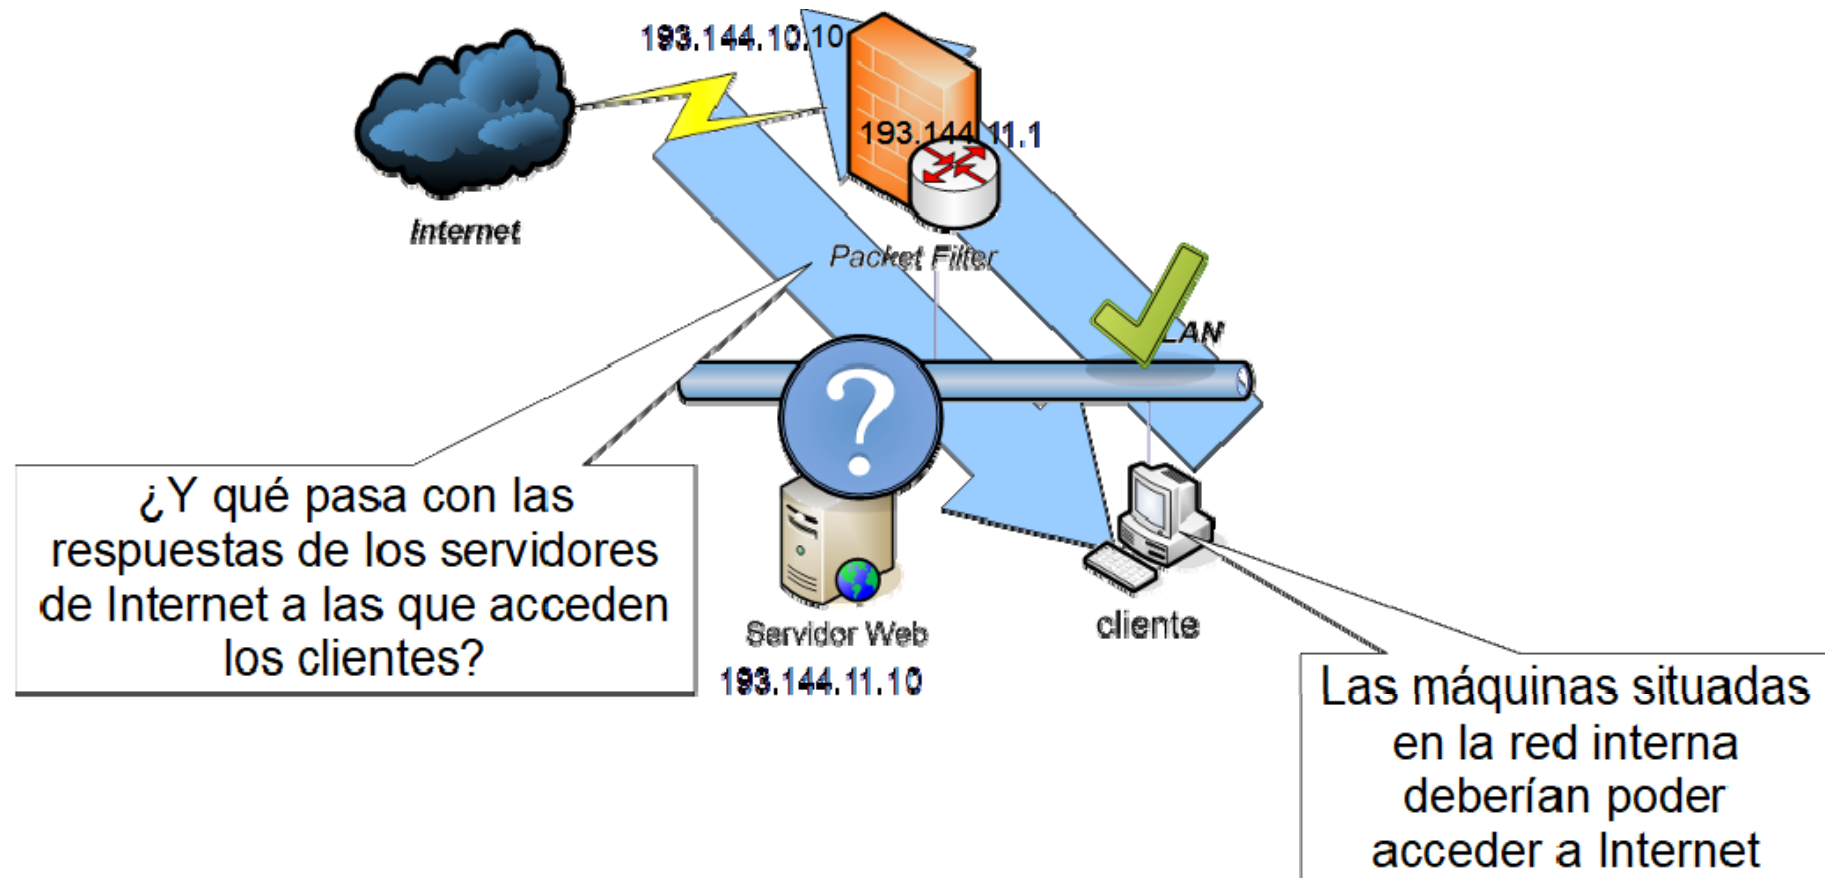 193.144.10.10
193.144.11.1
Internet
Packet Filter
LAN
¿Y qué pasa con las
respuestas de los servidores
de Internet a las que acceden
los clientes?
Servidor Web
193.144.11.10
cliente
Las máquinas situadas
en la red interna
deberían poder
acceder a Internet